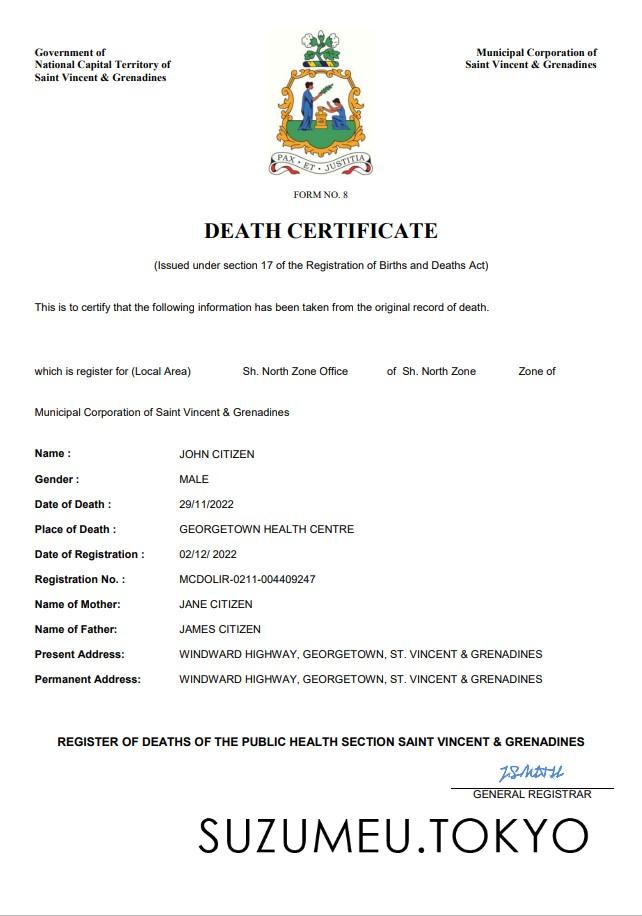 Government of
National Capital Territory of
Saint Vincent & Grenadines
Municipal Corporation of
Saint Vincent & Grenadines
PAX • ET • JUSTITIA
FORM NO. 8
DEATH CERTIFICATE
(Issued under section 17 of the Registration of Births and Deaths Act)
This is to certify that the following information has been taken from the original record of death.
which is register for (Local Area) Sh. North Zone Office of Sh. North Zone Zone of
Municipal Corporation of Saint Vincent & Grenadines
Name : JOHN CITIZEN
Gender : MALE
Date of Death : 29/11/2022
Place of Death : GEORGETOWN HEALTH CENTRE
Date of Registration : 02/12/ 2022
Registration No. : MCDOLIR-0211-004409247
Name of Mother: JANE CITIZEN
Name of Father: JAMES CITIZEN
Present Address: WINDWARD HIGHWAY, GEORGETOWN, ST. VINCENT & GRENADINES
Permanent Address: WINDWARD HIGHWAY, GEORGETOWN, ST. VINCENT & GRENADINES
REGISTER OF DEATHS OF THE PUBLIC HEALTH SECTION SAINT VINCENT & GRENADINES
GENERAL REGISTRAR
SUZUMEU.TOKYO